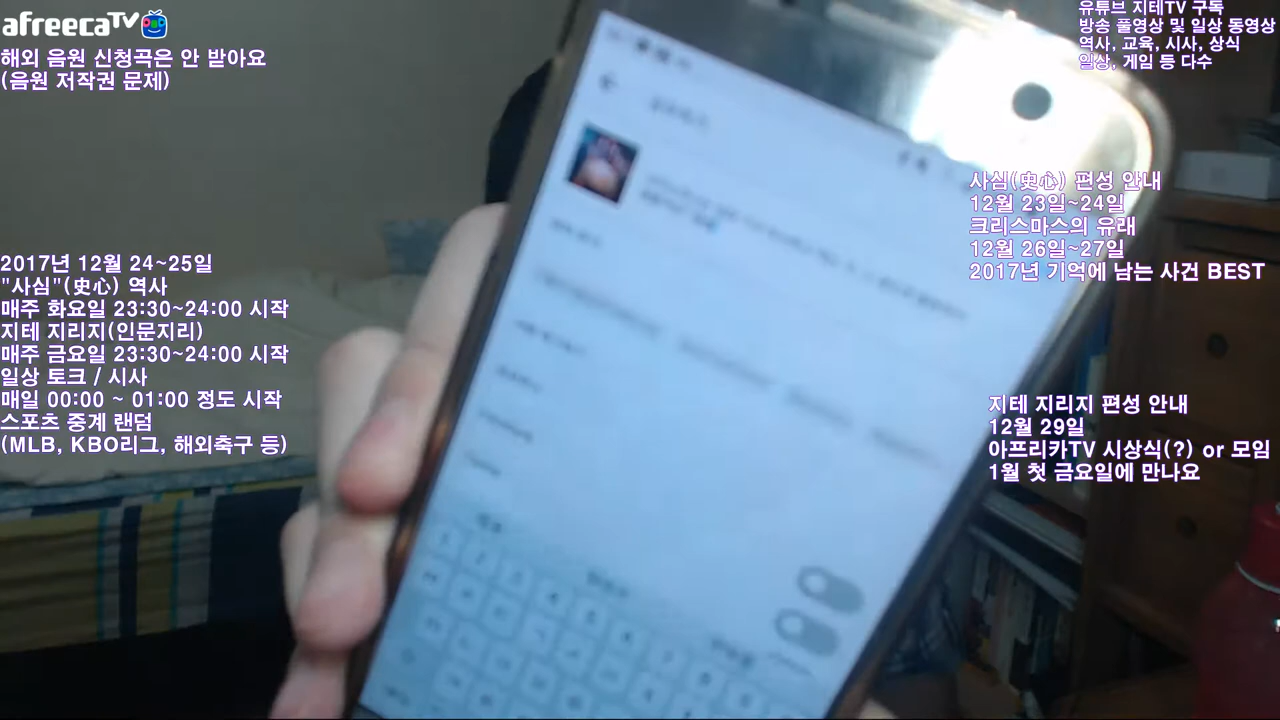 afreecaTV
해외 음원 신청곡은 안 받아요
(음원 저작권 문제)
유튜브 지테TV 구독
방송 풀영상 및 일상 동영상
역사, 교육, 시사, 상식
일상, 게임 등 다수
사심(史心) 편성 안내
12월 23일~24일
크리스마스의 유래
12월 26일~27일
2017년 기억에 남는 사건 BEST
2017년 12월 24~25일
"사심"(史心) 역사
매주 화요일 23:30~24:00 시작
지테 지리지(인문지리)
매주 금요일 23:30~24:00 시작
일상 토크 / 시사
매일 00:00 ~ 01:00 정도 시작
스포츠 중계 랜덤
(MLB, KBO리그, 해외축구 등)
지테 지리지 편성 안내
12월 29일
아프리카TV 시상식(?) or 모임
1월 첫 금요일에 만나요